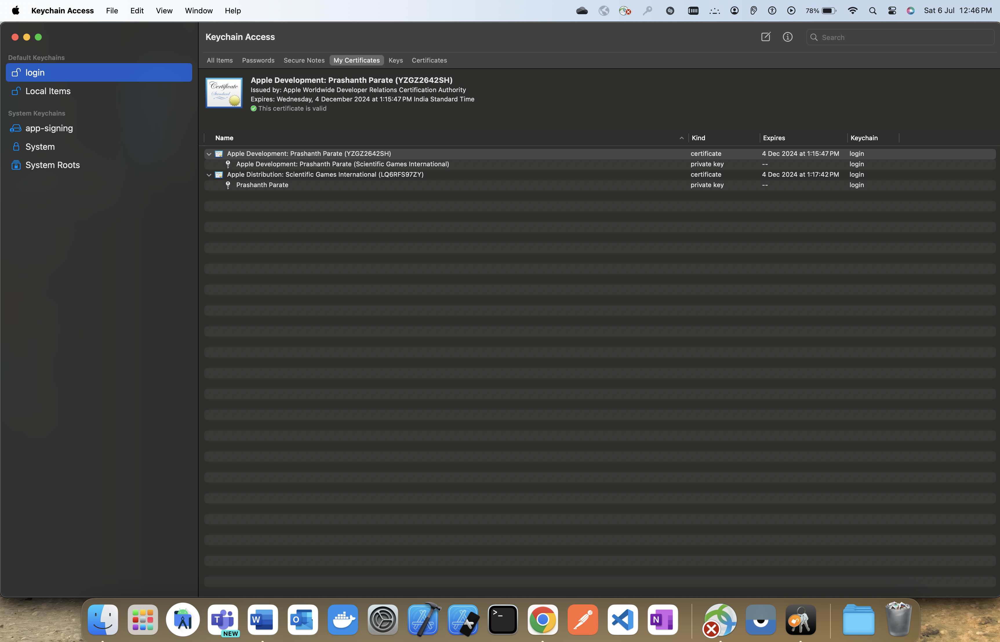 Keychain Access File Edit View Window Help 78% Sat 6 Jul 12:46 PM
Keychain Access
Search
Default Keychains
login
Local Items
System Keychains
app-signing
System
System Roots
All Items Passwords Secure Notes My Certificates Keys Certificates
Certificate
Standard
Apple Development: Prashanth Parate (YZGZ2642SH)
Issued by: Apple Worldwide Developer Relations Certification Authority
Expires: Wednesday, 4 December 2024 at 1:15:47 PM India Standard Time
This certificate is valid
Name Kind Expires Keychain
Apple Development: Prashanth Parate (YZGZ2642SH) certificate 4 Dec 2024 at 1:15:47 PM login
Apple Development: Prashanth Parate (Scientific Games International) private key -- login
Apple Distribution: Scientific Games International (LQ6RFS97ZY) certificate 4 Dec 2024 at 1:17:42 PM login
Prashanth Parate private key -- login
T W O >_ N
NEW